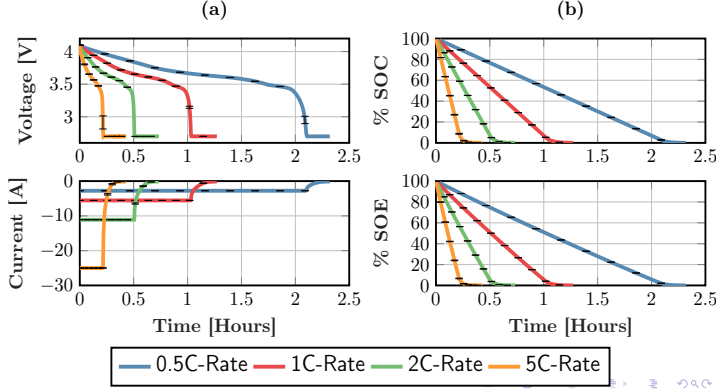 (a)
(b)
Voltage [V]
4
3.5
3
0 0.5 1 1.5 2 2.5
% SOC
100
80
60
40
20
0
0 0.5 1 1.5 2 2.5
Current [A]
0
−10
−20
−30
0 0.5 1 1.5 2 2.5
Time [Hours]
% SOE
100
80
60
40
20
0
0 0.5 1 1.5 2 2.5
Time [Hours]
0.5C-Rate 1C-Rate 2C-Rate 5C-Rate